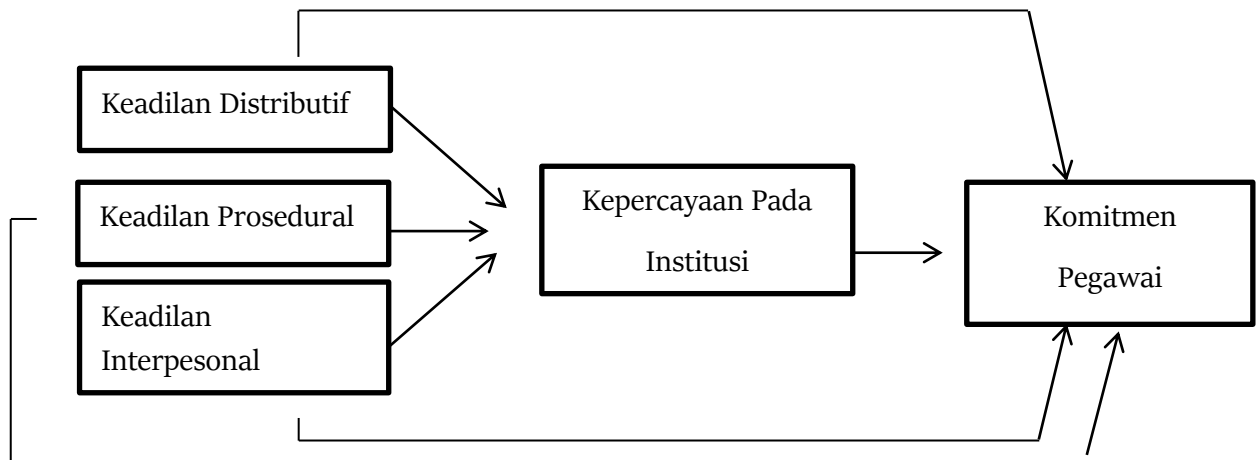 Keadilan Distributif
Keadilan Prosedural
Keadilan
Interpesonal
Kepercayaan Pada
Institusi
Komitmen
Pegawai